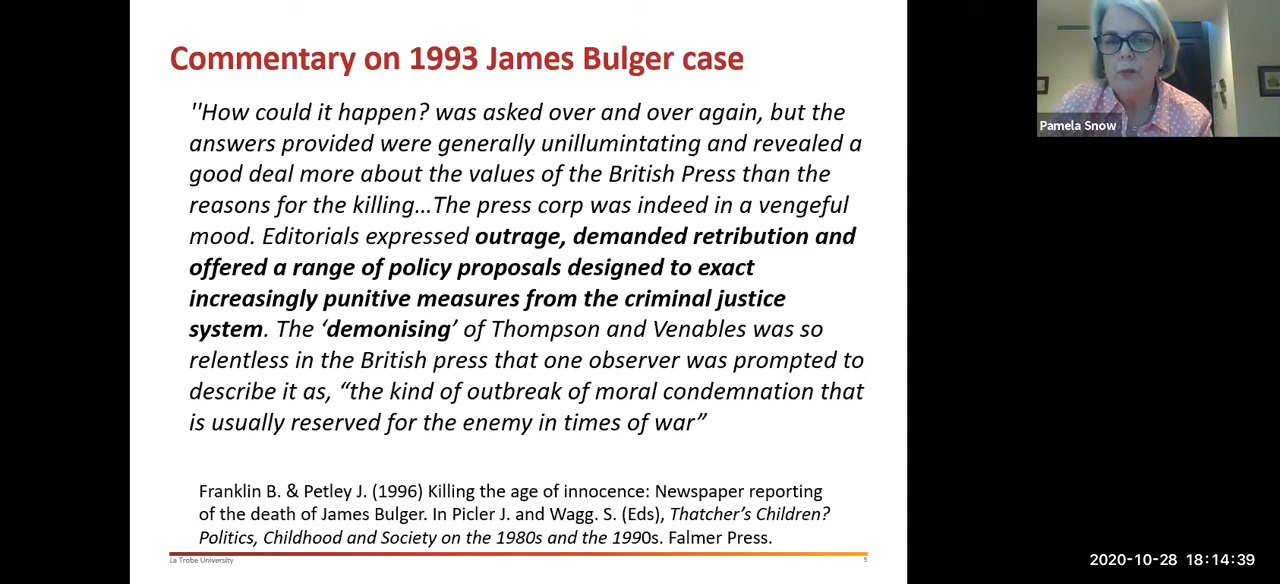 Commentary on 1993 James Bulger case
"How could it happen? was asked over and over again, but the
answers provided were generally unillumintating and revealed a
good deal more about the values of the British Press than the
reasons for the killing...The press corp was indeed in a vengeful
mood. Editorials expressed outrage, demanded retribution and
offered a range of policy proposals designed to exact
increasingly punitive measures from the criminal justice
system. The ‘demonising’ of Thompson and Venables was so
relentless in the British press that one observer was prompted to
describe it as, “the kind of outbreak of moral condemnation that
is usually reserved for the enemy in times of war”
Franklin B. & Petley J. (1996) Killing the age of innocence: Newspaper reporting
of the death of James Bulger. In Picler J. and Wagg. S. (Eds), Thatcher’s Children?
Politics, Childhood and Society on the 1980s and the 1990s. Falmer Press.
La Trobe University
5
Pamela Snow
2020-10-28 18:14:39